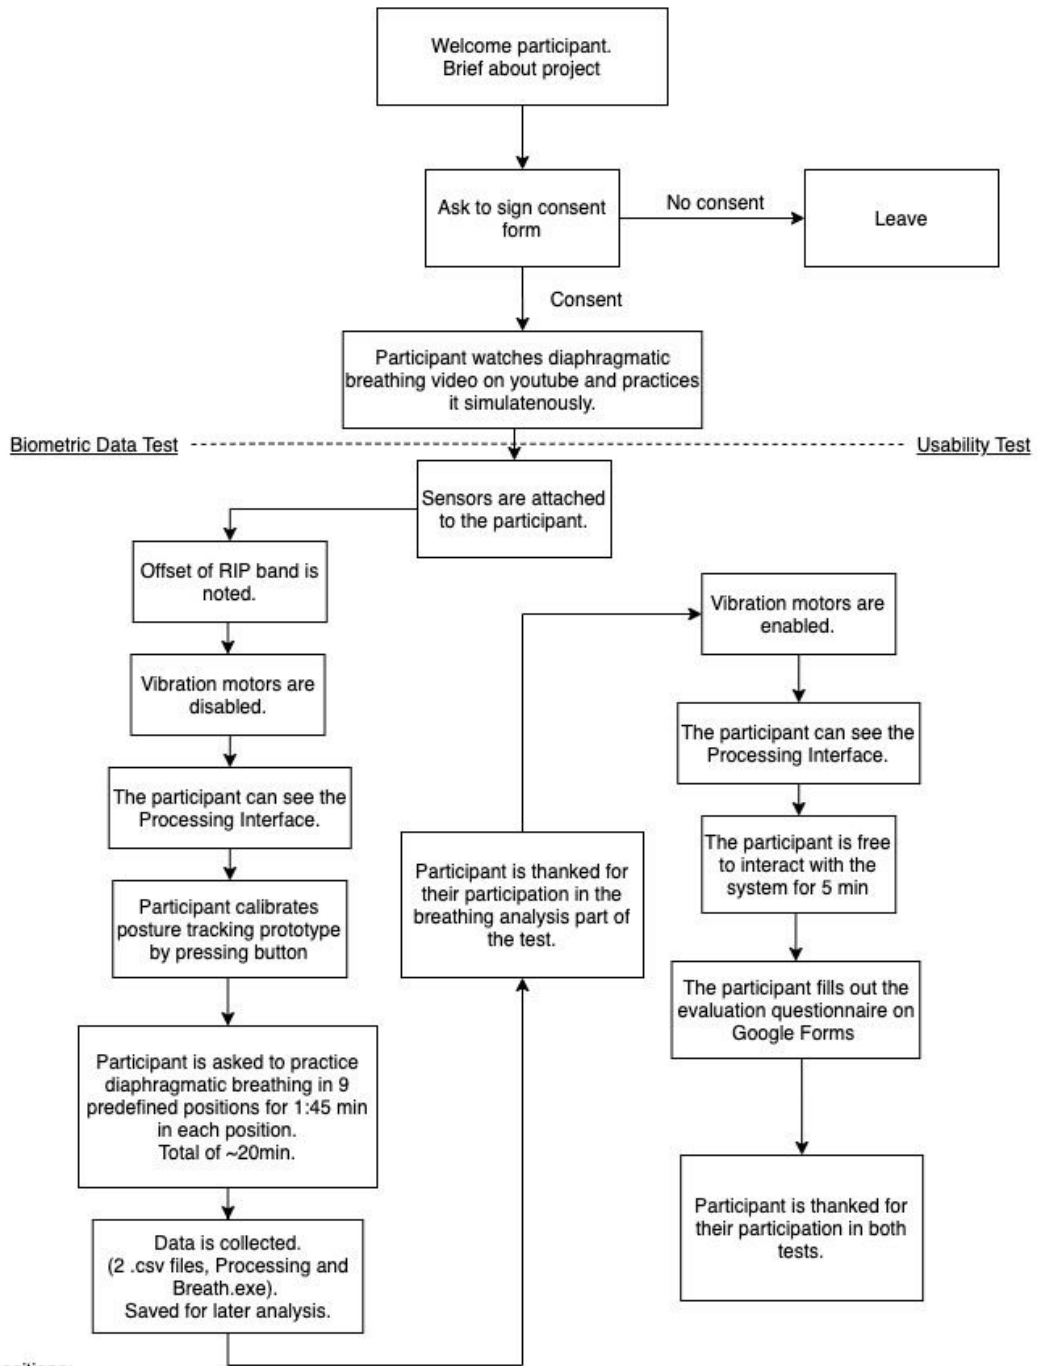 Welcome participant.
Brief about project
Ask to sign consent
form
No consent
Leave
Consent
Participant watches diaphragmatic
breathing video on youtube and practices
it simulatenously.
Biometric Data Test
Usability Test
Sensors are attached
to the participant.
Offset of RIP band is
noted.
Vibration motors are
disabled.
The participant can see the
Processing Interface.
Participant calibrates
posture tracking prototype
by pressing button
Participant is asked to practice
diaphragmatic breathing in 9
predefined positions for 1:45 min
in each position.
Total of ~20min.
Data is collected.
(2 .csv files, Processing and
Breath.exe).
Saved for later analysis.
Participant is thanked for
their participation in the
breathing analysis part of
the test.
Vibration motors are
enabled.
The participant can see the
Processing Interface.
The participant is free
to interact with the
system for 5 min
The participant fills out the
evaluation questionnaire on
Google Forms
Participant is thanked for
their participation in both
tests.